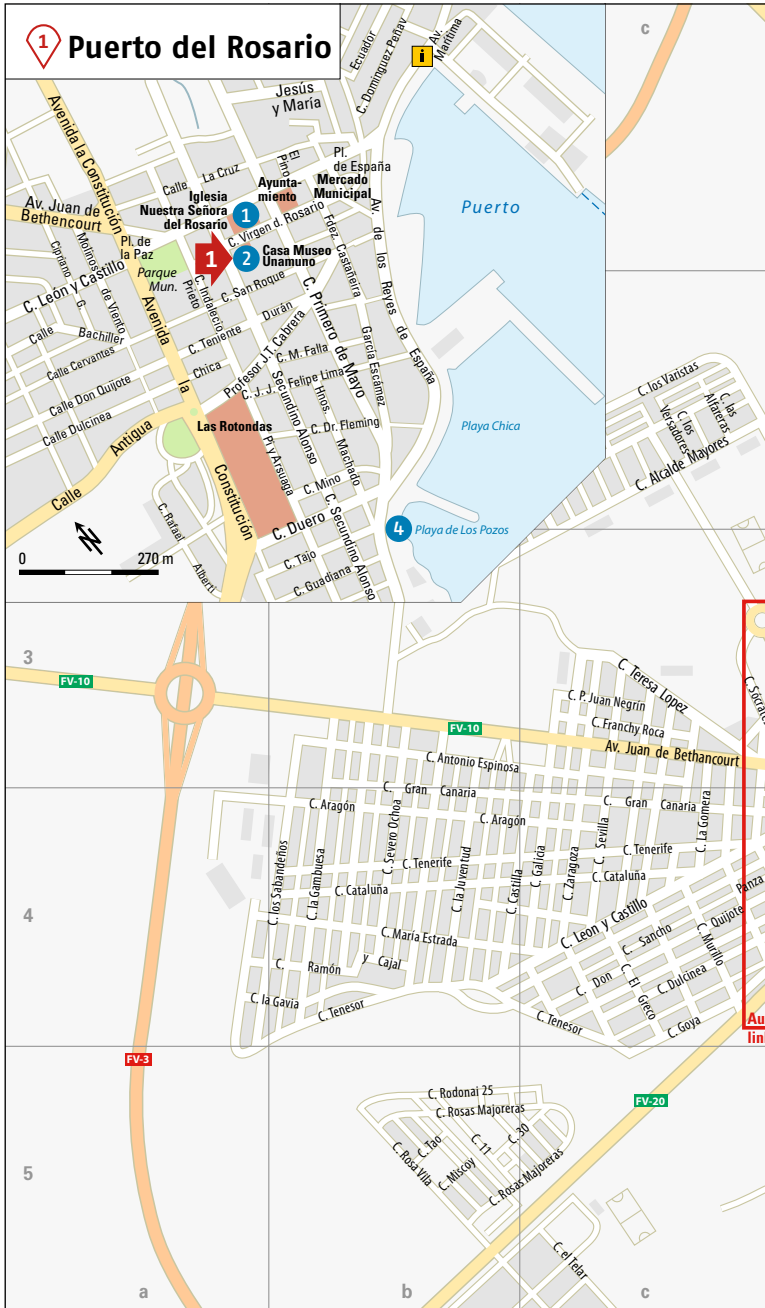 1 Puerto del Rosario
c
Ecuador
C. Dominguez Peñav
Av.
Marítima
i
Jesús
y María
Avenida la Constitución
Calle La Cruz
El
Pino
Pl.
de España
Mercado
Municipal
Ayunta-
miento
Iglesia
Nuestra Señora
del Rosario
1
C. Virgen d. Rosario
Av. Juan de
Bethencourt
Pl. de
la Paz
Parque
Mun.
1
2
Casa Museo
Unamuno
Puerto
Cipriano
G.
Molinos
de Viento
C. León y Castillo
C. Indalecio
Prieto
C. San Roque
Fdez. Castañeira
Av. de los Reyes de España
Calle
Bachiller
Calle Cervantes
Calle Don Quijote
Calle Dulcinea
Avenida la
Constitución
C. Teniente
Durán
Chica
Profesor J.T. Cabrera
C. Primero de Mayo
García Escámez
C. M. Falla
C. J. J. Felipe Lima
Secundino Alonso
Hnos.
Machado
C. Dr. Fleming
Las Rotondas
Pi y Arsuaga
Playa Chica
Calle
Antigua
C. Mino
C. Duero
C. Secundino Alonso
4
Playa de Los Pozos
C. Rafael
Alberti
C. Tajo
C. Guadiana
N
0
270 m
C. los Varistas
C. las
Alfareras
C. los
Versadores
C. Alcalde Mayores
3
FV-10
FV-10
C. Teresa Lopez
C. P. Juan Negrín
C. Franchy Roca
Av. Juan de Bethancourt
C. Sócrates
C. Antonio Espinosa
C. Gran Canaria
C. Gran Canaria
C. Aragón
C. Aragón
C. La Gomera
C. los Sabandeños
C. la Gambuesa
C. Severo Ochoa
C. Tenerife
C. la Juventud
C. Castilla
C. Galicia
C. Zaragoza
C. Sevilla
C. Tenerife
C. Cataluña
C. Cataluña
4
C. Leon y Castillo
C. Sancho
Panza
C. Don
Quijote
C. Murillo
C. El Greco
C. Dulcinea
C. Goya
C. María Estrada
C. Ramón
y Cajal
C. la Gavia
C. Tenesor
C. Tenesor
Au
lin
FV-3
FV-20
5
C. Rodonai 25
C. Rosas Majoreras
C. Tao
C. 11
C. 30
C. Rosa Vila
C. Miscoy
C. Rosas Majoreras
C. el Telar
a
b
c